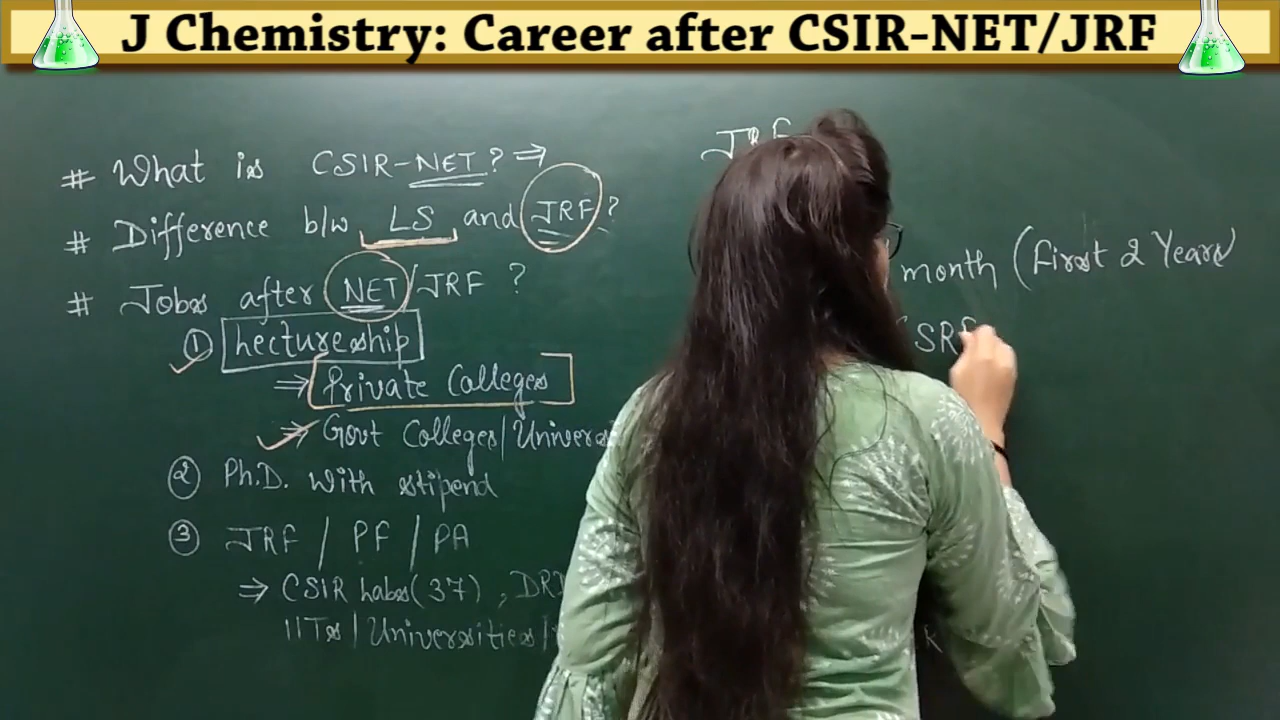 J Chemistry: Career after CSIR-NET/JRF
# What is CSIR-NET? ⇒
# Difference b/w LS and JRF ?
# Jobs after NET/JRF ?
① Lectureship
⇒ Private Colleges
⇒ Govt Colleges/
② Ph.D. with stipend
③ JRF / PF / PA
⇒ CSIR Labs(37) ,
IITs / Universities/
JRF
month (First 2 Years)
SRF